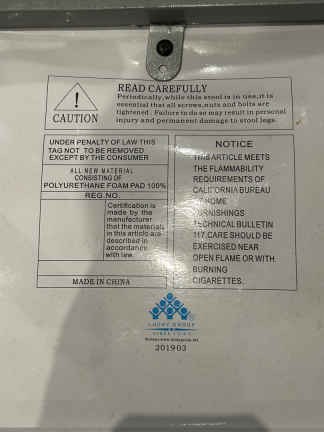 READ CAREFULLY
Periodically while this stool is in use, it is
essential that all screws, nuts and bolts are
tightened. Failure to do so may result in personal
injury and permanent damage to stool legs.
CAUTION
UNDER PENALTY OF LAW THIS
TAG NOT TO BE REMOVED
EXCEPT BY THE CONSUMER
ALL NEW MATERIAL
CONSISTING OF
POLYURETHANE FOAM PAD 100%
REG. NO.
Certification is
made by the
manufacturer
that the materials
in this article are
described in
accordance
with law.
MADE IN CHINA
NOTICE
THIS ARTICLE MEETS
THE FLAMMABILITY
REQUIREMENTS OF
CALIFORNIA BUREAU
OF HOME
FURNISHINGS
TECHNICAL BULLETIN
117. CARE SHOULD BE
EXERCISED NEAR
OPEN FLAME OR WITH
BURNING
CIGARETTES.
GROUP
201903